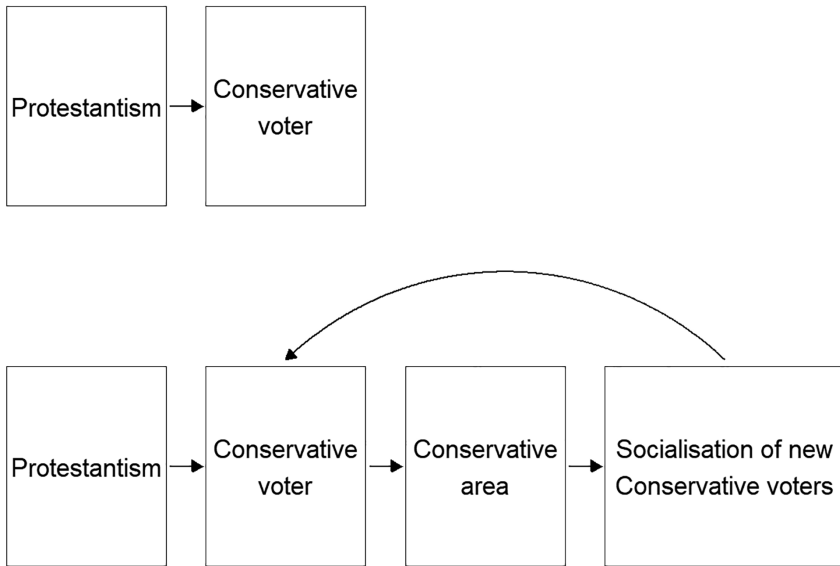 Protestantism
Conservative
voter
Protestantism
Conservative
voter
Conservative
area
Socialisation of new
Conservative voters